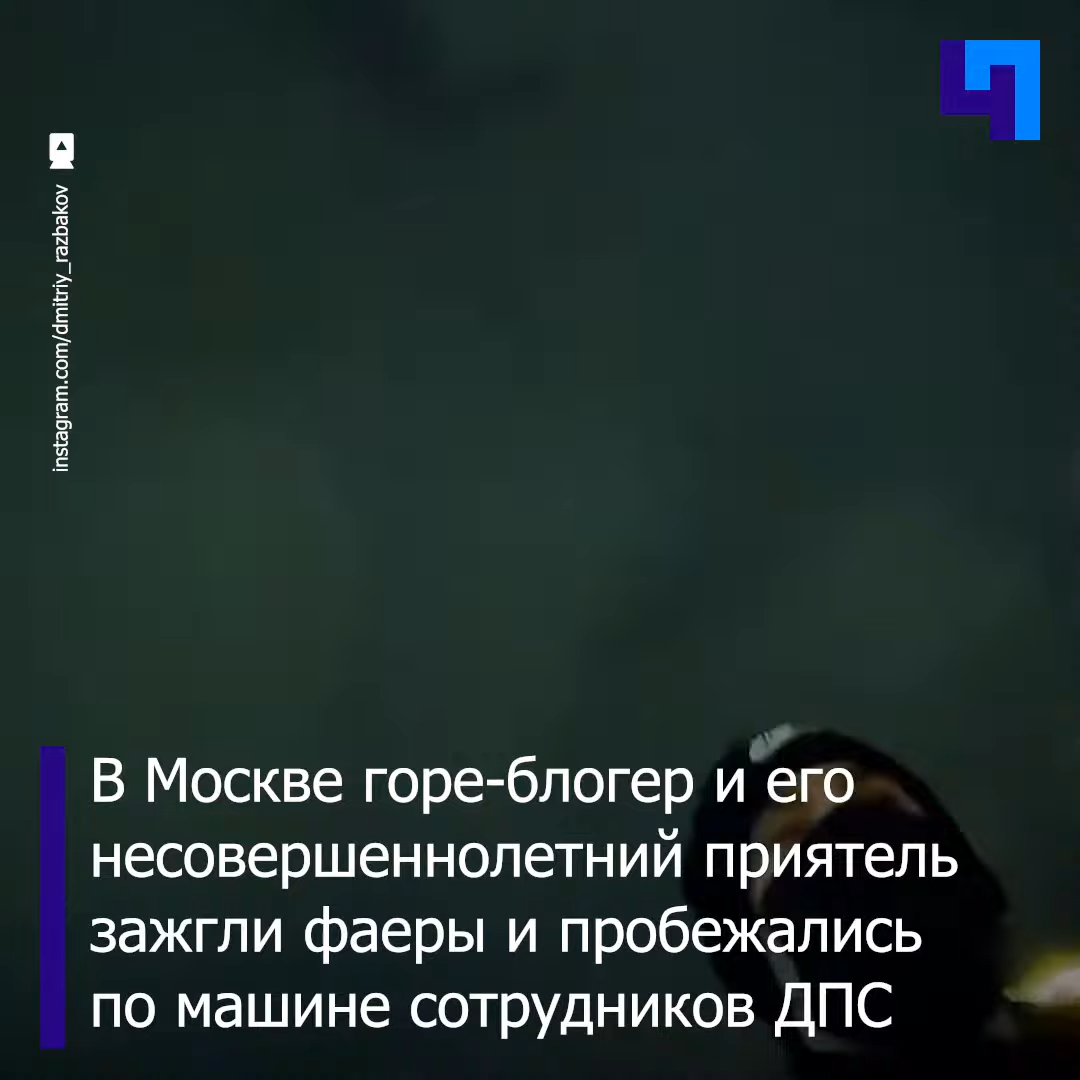 instagram.com/dmitriy_razbakov
В Москве горе-блогер и его
несовершеннолетний приятель
зажгли фаеры и пробежались
по машине сотрудников ДПС